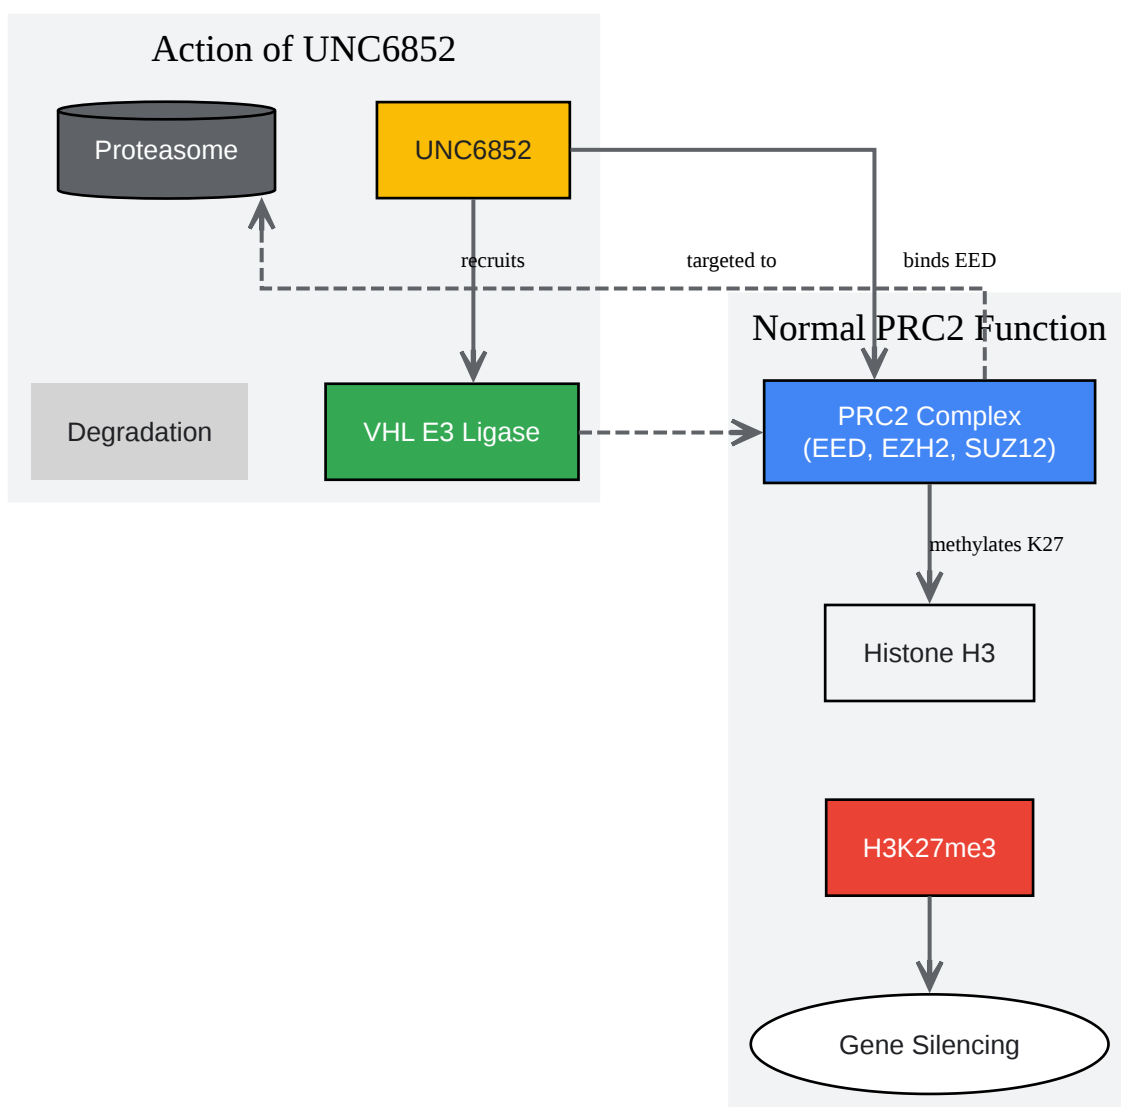 Action of UNC6852
Proteasome
UNC6852
recruits
targeted to
binds EED
Normal PRC2 Function
Degradation
VHL E3 Ligase
PRC2 Complex
(EED, EZH2, SUZ12)
methylates K27
Histone H3
H3K27me3
Gene Silencing